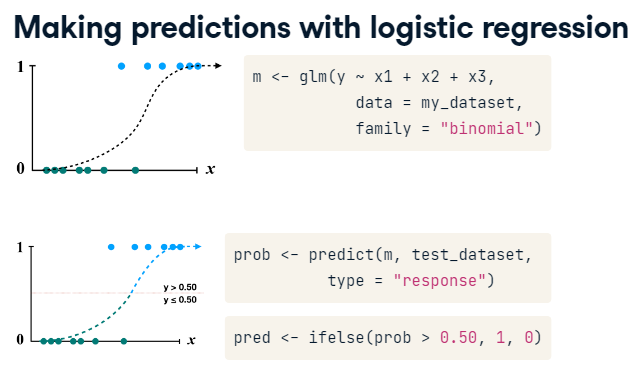 Making predictions with logistic regression
1
0
x
m <- glm(y ~ x1 + x2 + x3,
data = my_dataset,
family = "binomial")
1
y > 0.50
y ≤ 0.50
0
x
prob <- predict(m, test_dataset,
type = "response")
pred <- ifelse(prob > 0.50, 1, 0)